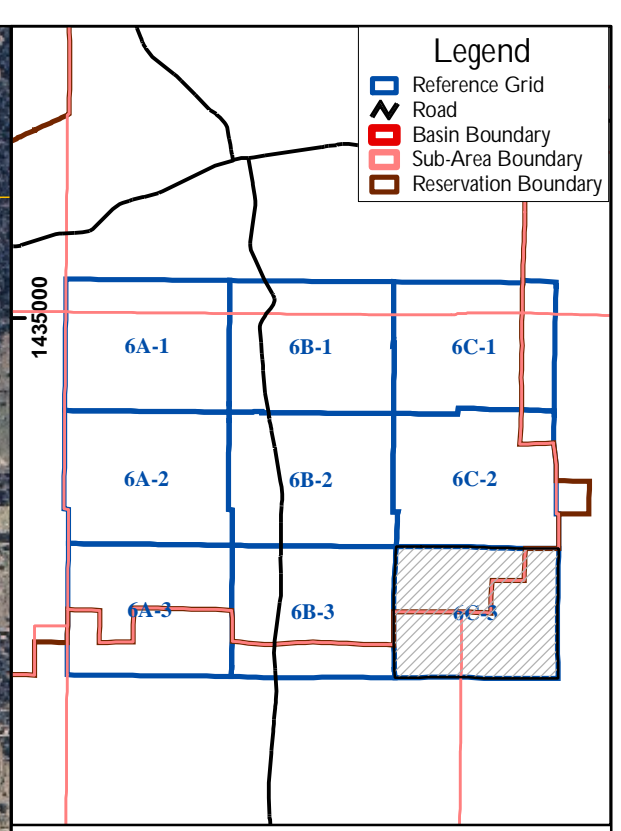 Legend
Reference Grid
Road
Basin Boundary
Sub-Area Boundary
Reservation Boundary
1435000
6A-1
6B-1
6C-1
6A-2
6B-2
6C-2
6A-3
6B-3
6C-3